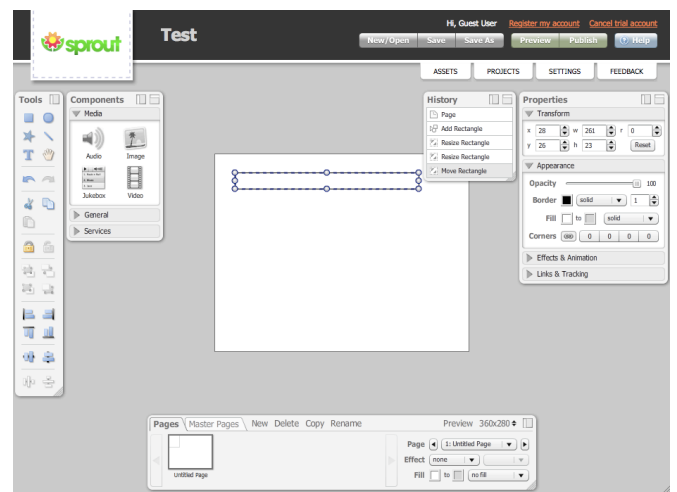 sprout
Test
Hi, Guest User Register my account Cancel trial account
New/Open Save Save As Preview Publish Help
ASSETS PROJECTS SETTINGS FEEDBACK
Tools
Components
Media
Audio Image
Jukebox Video
General
Services
History
Page
Add Rectangle
Resize Rectangle
Resize Rectangle
Move Rectangle
Properties
Transform
x 28 w 261 r 0
y 26 h 23 Reset
Appearance
Opacity 100
Border solid 1
Fill to solid
Corners 0 0 0 0
Effects & Animation
Links & Tracking
Pages Master Pages New Delete Copy Rename Preview 360x280
Untitled Page
Page 1: Untitled Page
Effect none
Fill to no fill